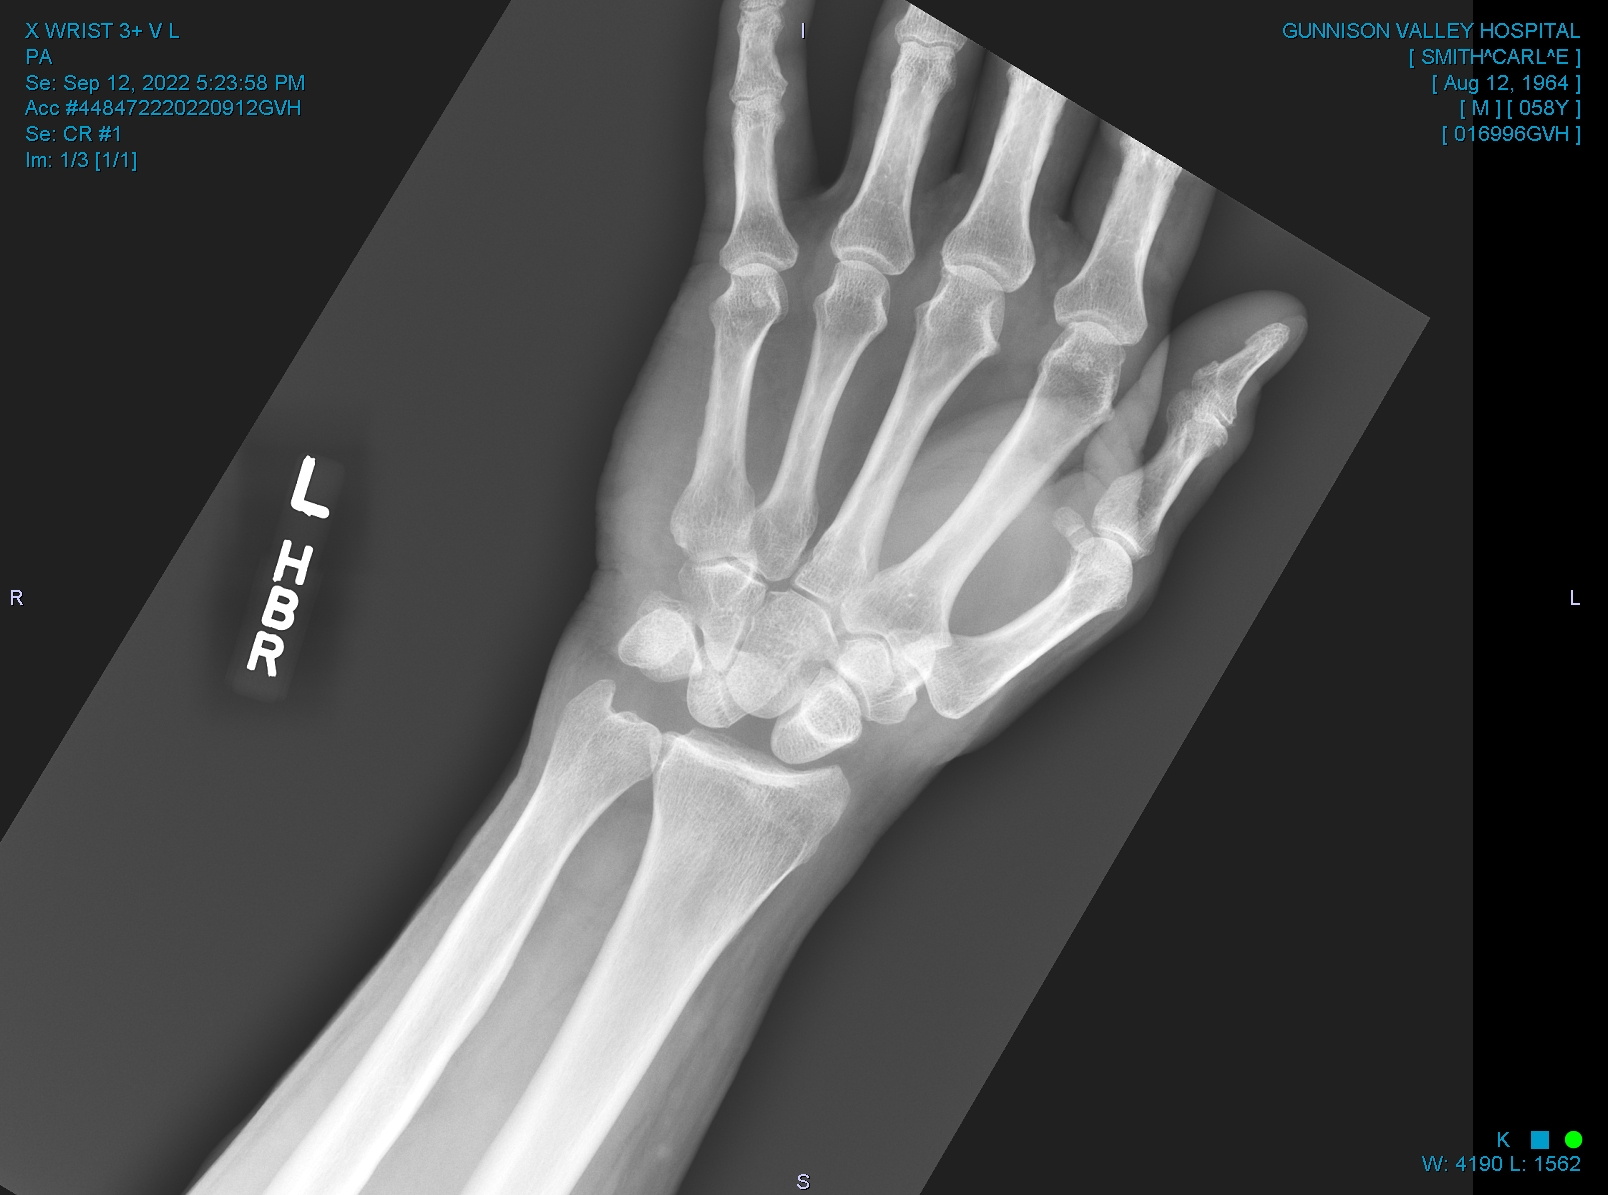 X WRIST 3+ V L
PA
Se: Sep 12, 2022 5:23:58 PM
Acc #448472220220912GVH
Se: CR #1
Im: 1/3 [1/1]
I
GUNNISON VALLEY HOSPITAL
[ SMITH^CARL^E ]
[ Aug 12, 1964 ]
[ M ] [ 058Y ]
[ 016996GVH ]
L
HBR
R
L
S
K
W: 4190 L: 1562